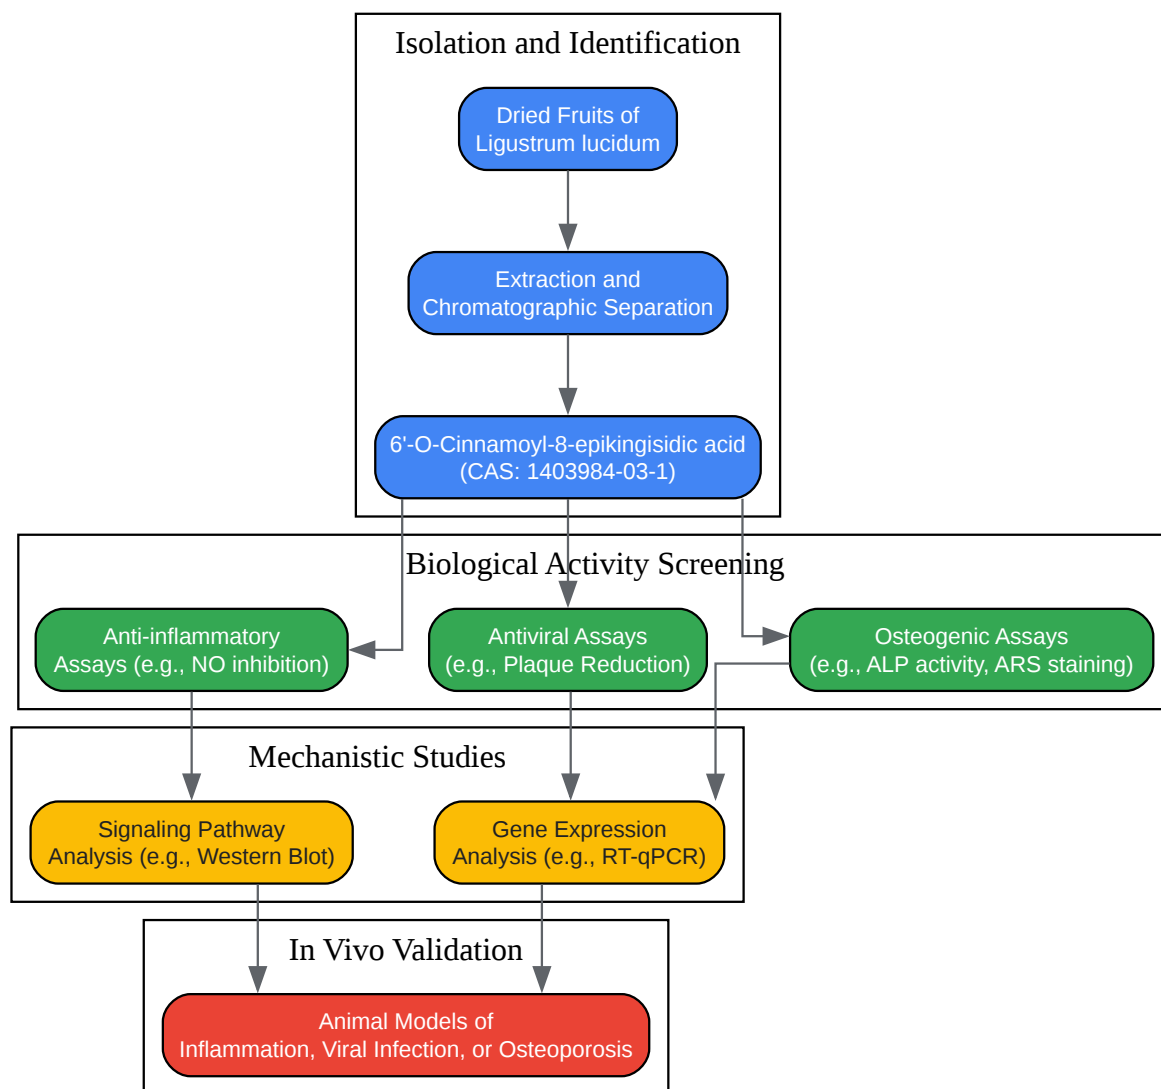 Isolation and Identification
Dried Fruits of
Ligustrum lucidum
Extraction and
Chromatographic Separation
6'-O-Cinnamoyl-8-epikingisidic acid
(CAS: 1403984-03-1)
Biological Activity Screening
Anti-inflammatory
Assays (e.g., NO inhibition)
Antiviral Assays
(e.g., Plaque Reduction)
Osteogenic Assays
(e.g., ALP activity, ARS staining)
Mechanistic Studies
Signaling Pathway
Analysis (e.g., Western Blot)
Gene Expression
Analysis (e.g., RT-qPCR)
In Vivo Validation
Animal Models of
Inflammation, Viral Infection, or Osteoporosis